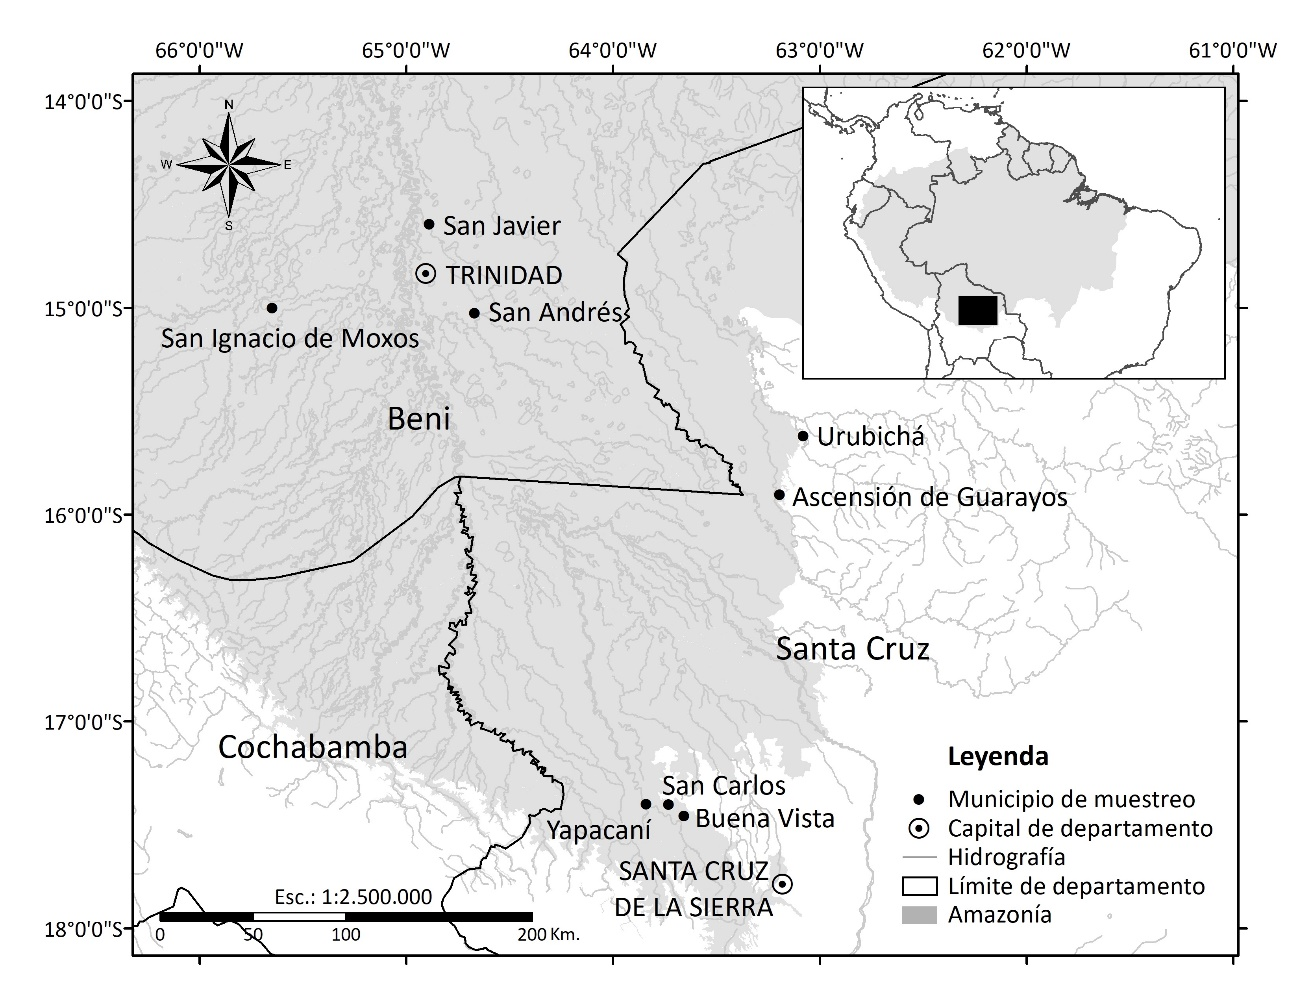 66°0'0"W 65°0'0"W 64°0'0"W 63°0'0"W 62°0'0"W 61°0'0"W
14°0'0"S
15°0'0"S
16°0'0"S
17°0'0"S
18°0'0"S
N
W E
S
San Javier
TRINIDAD
San Andrés
San Ignacio de Moxos
Beni
Urubichá
Ascensión de Guarayos
Santa Cruz
Cochabamba
San Carlos
Buena Vista
Yapacaní
SANTA CRUZ
DE LA SIERRA
Leyenda
Municipio de muestreo
Capital de departamento
Hidrografía
Límite de departamento
Amazonía
Esc.: 1:2.500.000
0 50 100 200 Km.